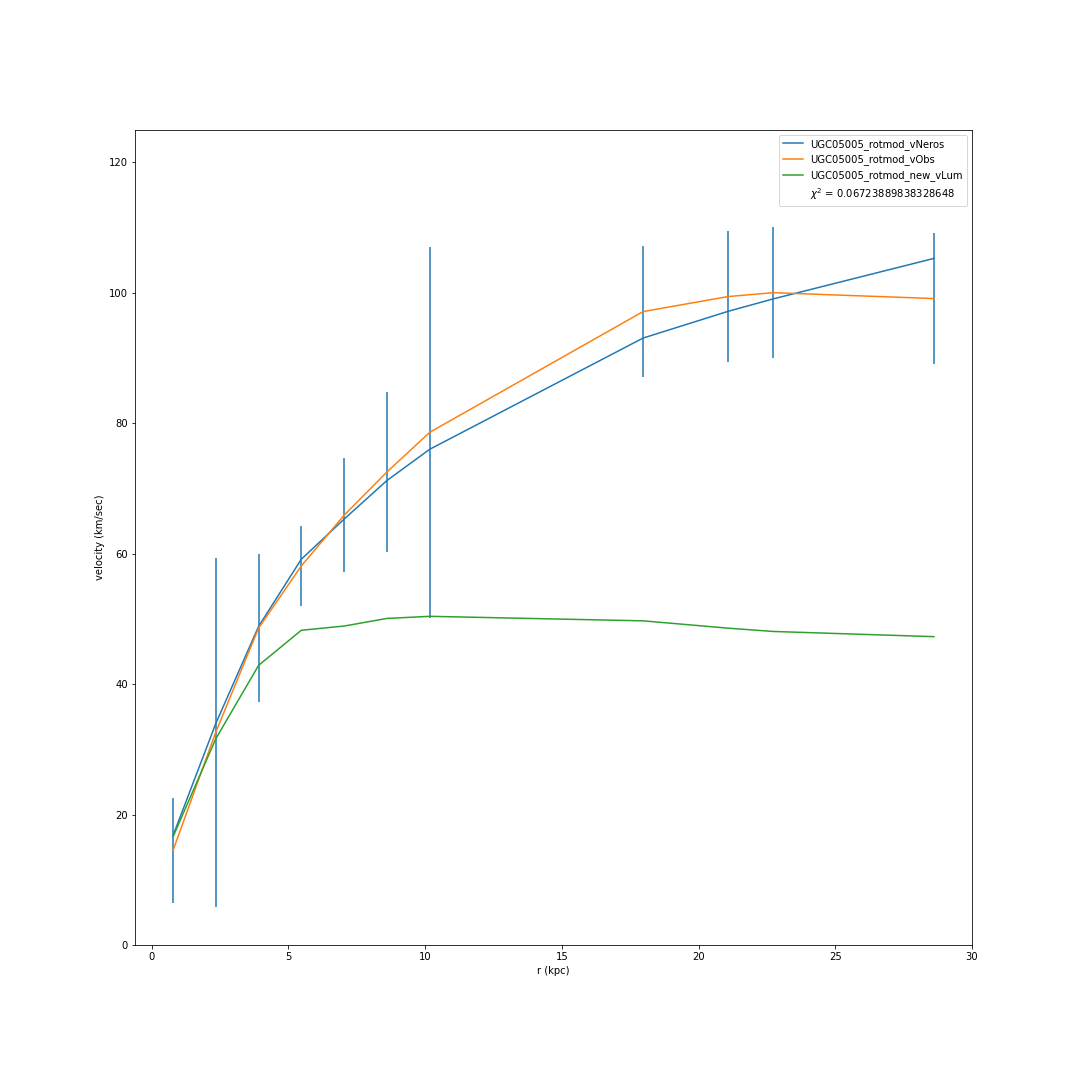 UGC05005_rotmod_vNeros
UGC05005_rotmod_vObs
UGC05005_rotmod_new_vLum
χ² = 0.06723889838328648
120
100
80
60
40
20
0
velocity (km/sec)
0 5 10 15 20 25 30
r (kpc)